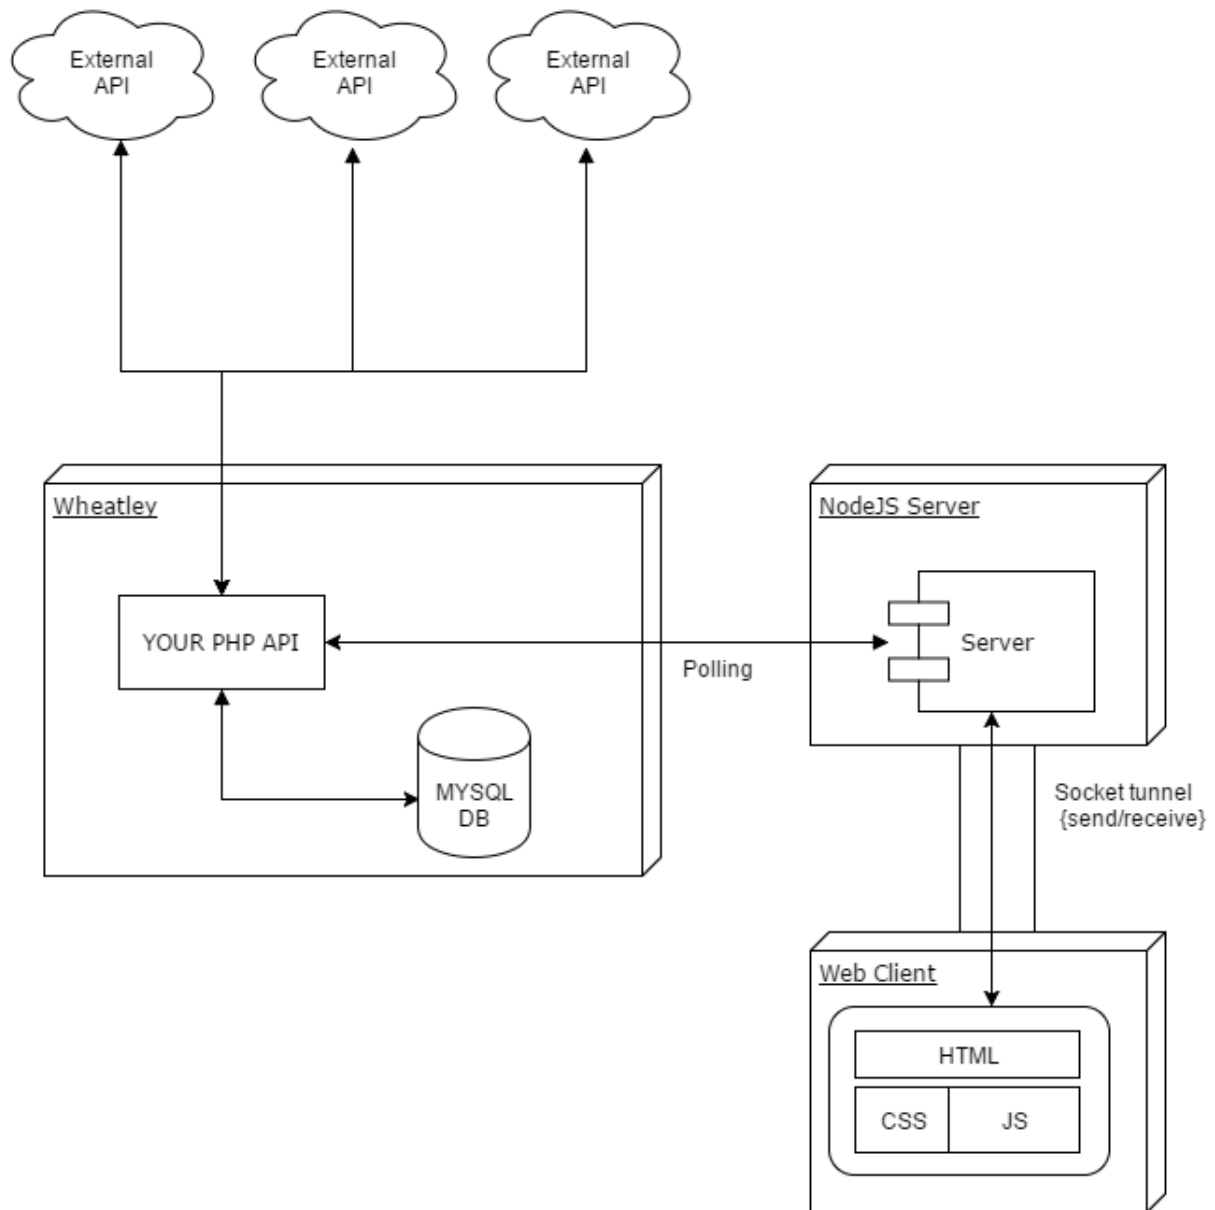 External
API
External
API
External
API
Wheatley
NodeJS Server
YOUR PHP API
Server
Polling
MYSQL
DB
Socket tunnel
{send/receive}
Web Client
HTML
CSS
JS